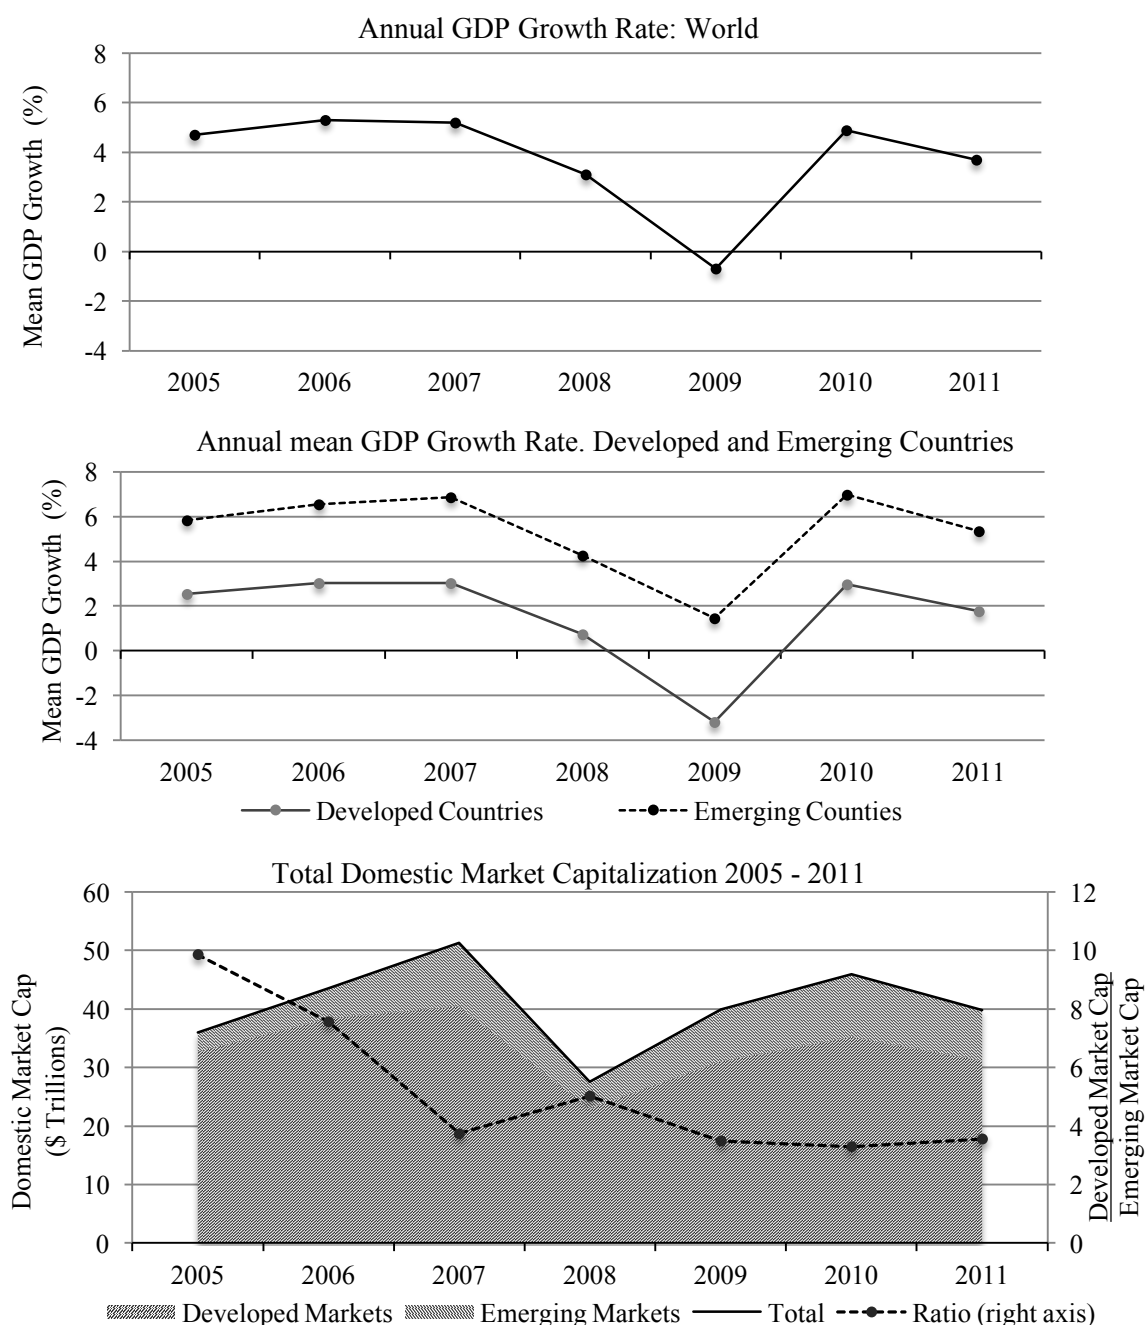 Annual GDP Growth Rate: World
Mean GDP Growth (%)
8
6
4
2
0
-2
-4
2005 2006 2007 2008 2009 2010 2011
Annual mean GDP Growth Rate. Developed and Emerging Countries
Mean GDP Growth (%)
8
6
4
2
0
-2
-4
2005 2006 2007 2008 2009 2010 2011
Developed Countries Emerging Counties
Total Domestic Market Capitalization 2005 - 2011
Domestic Market Cap
($ Trillions)
60
50
40
30
20
10
0
12
10
8
6
4
2
0
Developed Market Cap
Emerging Market Cap
2005 2006 2007 2008 2009 2010 2011
Developed Markets Emerging Markets Total Ratio (right axis)